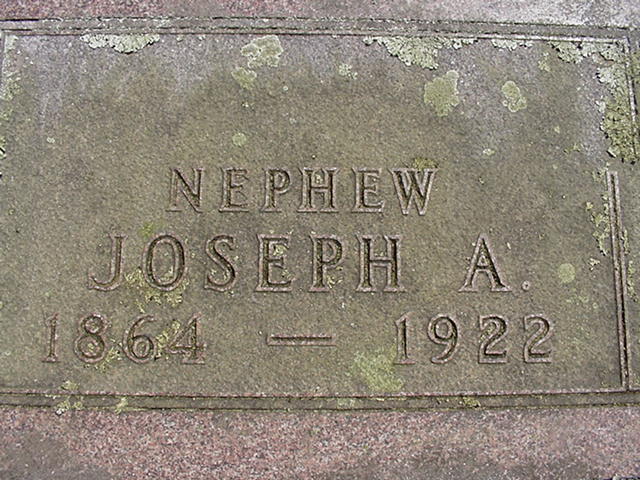 NEPHEW
JOSEPH A.
1864 — 1922